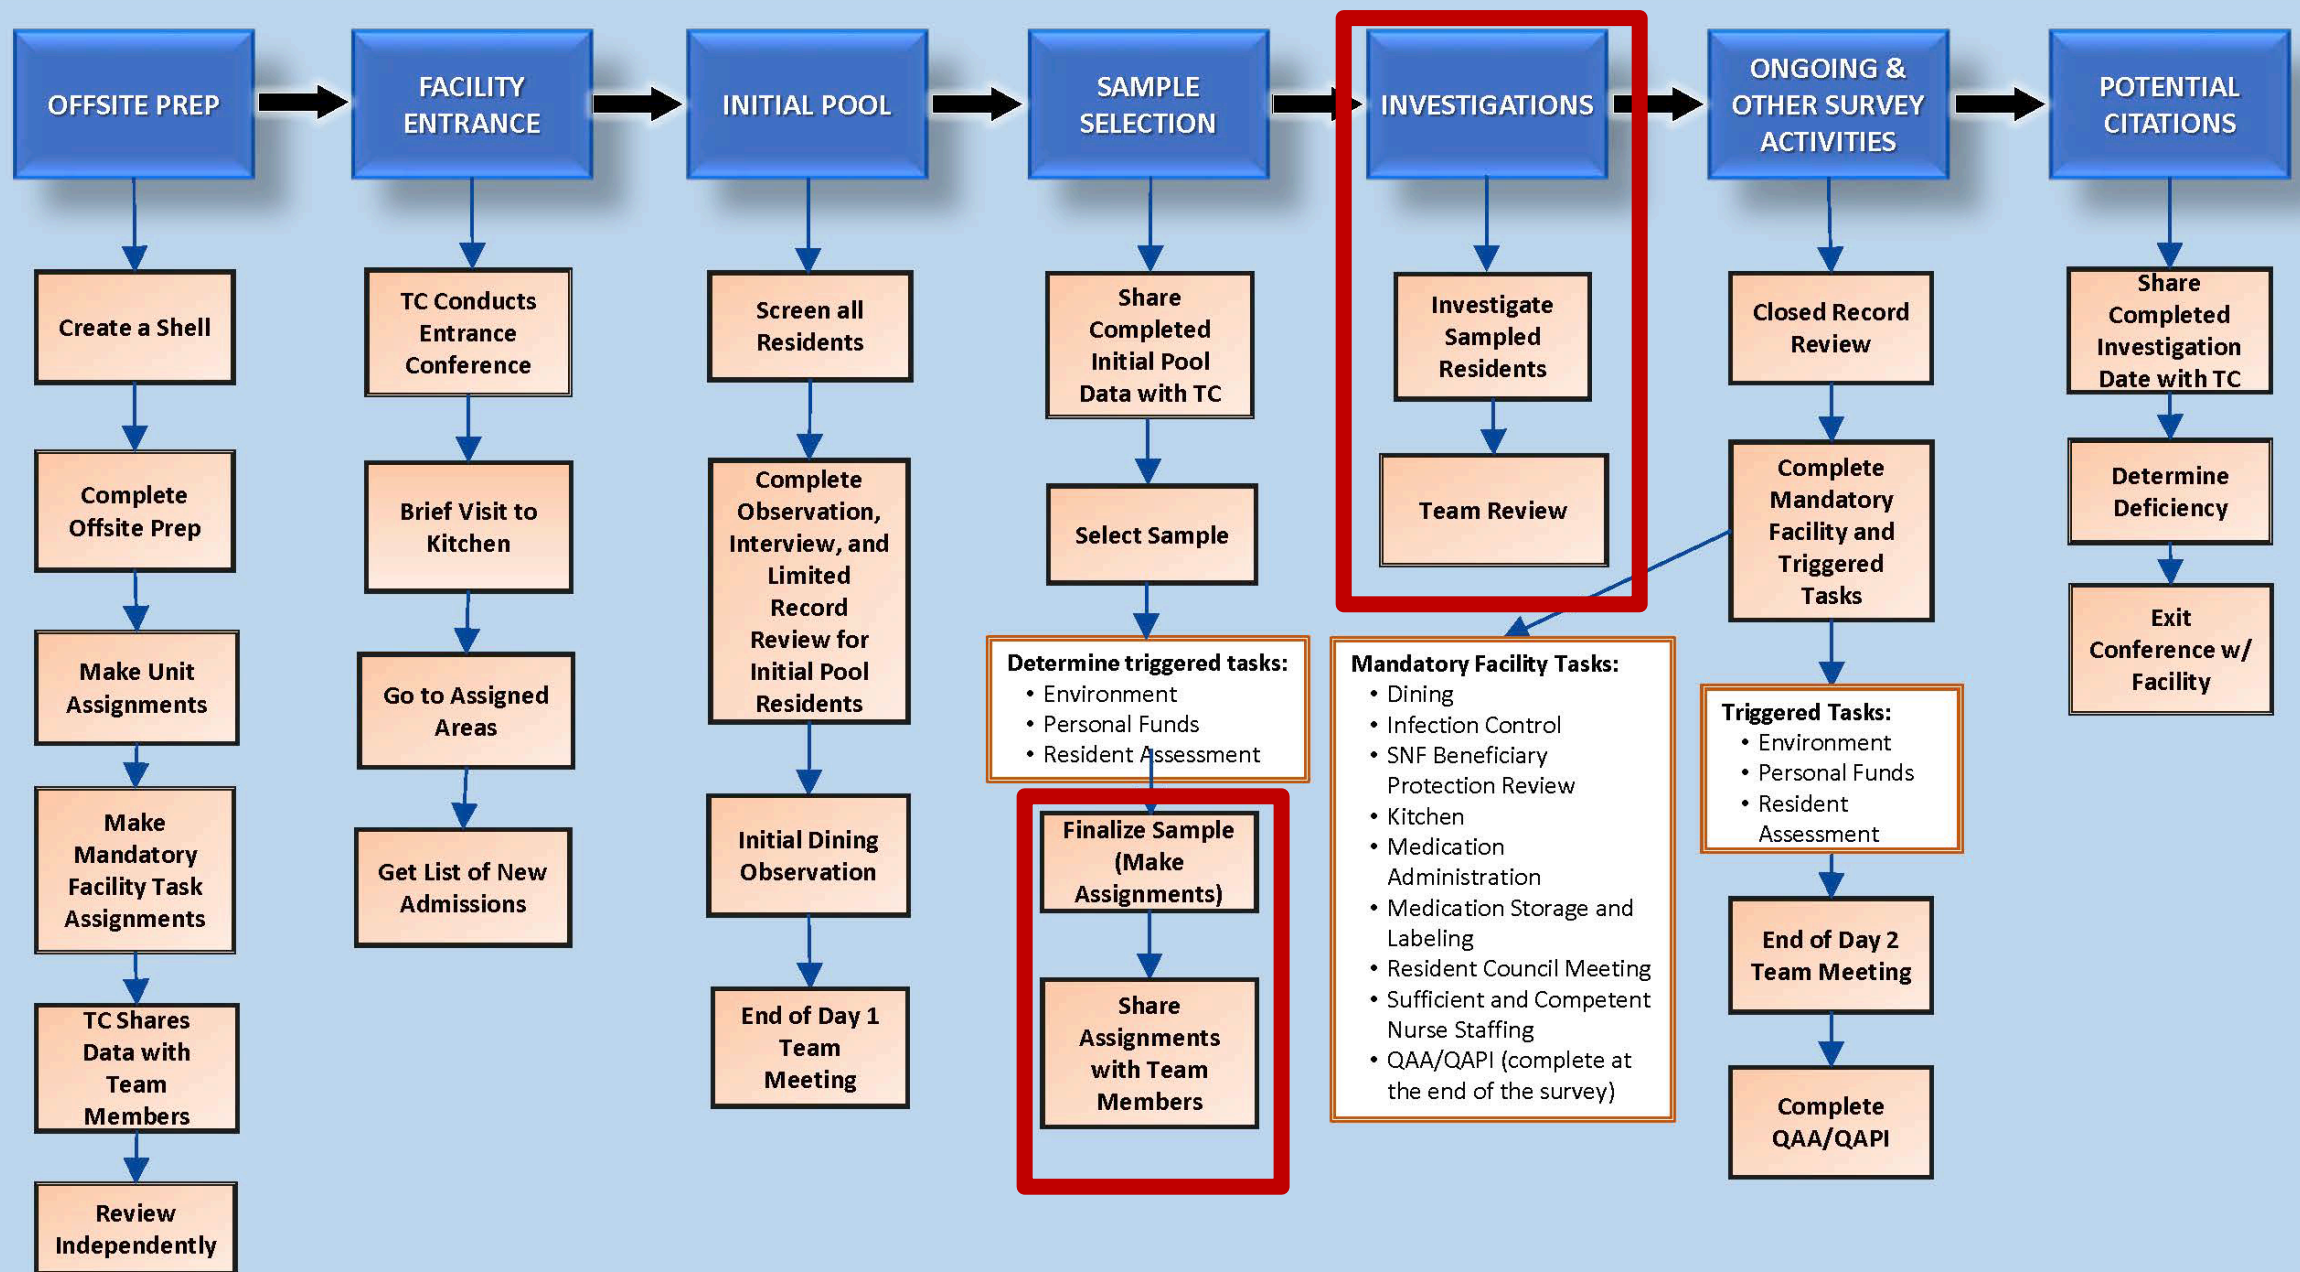 OFFSITE PREP
Create a Shell
Complete
Offsite Prep
Make Unit
Assignments
Make
Mandatory
Facility Task
Assignments
TC Shares
Data with
Team
Members
Review
Independently
FACILITY
ENTRANCE
TC Conducts
Entrance
Conference
Brief Visit to
Kitchen
Go to Assigned
Areas
Get List of New
Admissions
INITIAL POOL
Screen all
Residents
Complete
Observation,
Interview, and
Limited
Record
Review for
Initial Pool
Residents
Initial Dining
Observation
End of Day 1
Team
Meeting
SAMPLE
SELECTION
Share
Completed
Initial Pool
Data with TC
Select Sample
Determine triggered tasks:
• Environment
• Personal Funds
• Resident Assessment
Finalize Sample
(Make
Assignments)
Share
Assignments
with Team
Members
INVESTIGATIONS
Investigate
Sampled
Residents
Team Review
Mandatory Facility Tasks:
• Dining
• Infection Control
• SNF Beneficiary
Protection Review
• Kitchen
• Medication
Administration
• Medication Storage and
Labeling
• Resident Council Meeting
• Sufficient and Competent
Nurse Staffing
• QAA/QAPI (complete at
the end of the survey)
ONGOING &
OTHER SURVEY
ACTIVITIES
Closed Record
Review
Complete
Mandatory
Facility and
Triggered
Tasks
Triggered Tasks:
• Environment
• Personal Funds
• Resident
Assessment
End of Day 2
Team Meeting
Complete
QAA/QAPI
POTENTIAL
CITATIONS
Share
Completed
Investigation
Date with TC
Determine
Deficiency
Exit
Conference w/
Facility